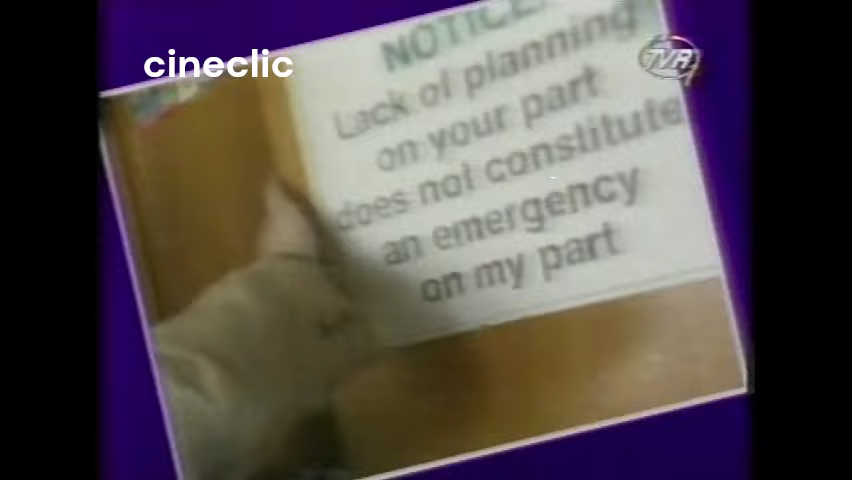 cineclic
TVR
NOTICE:
Lack of planning
on your part
does not constitute
an emergency
on my part